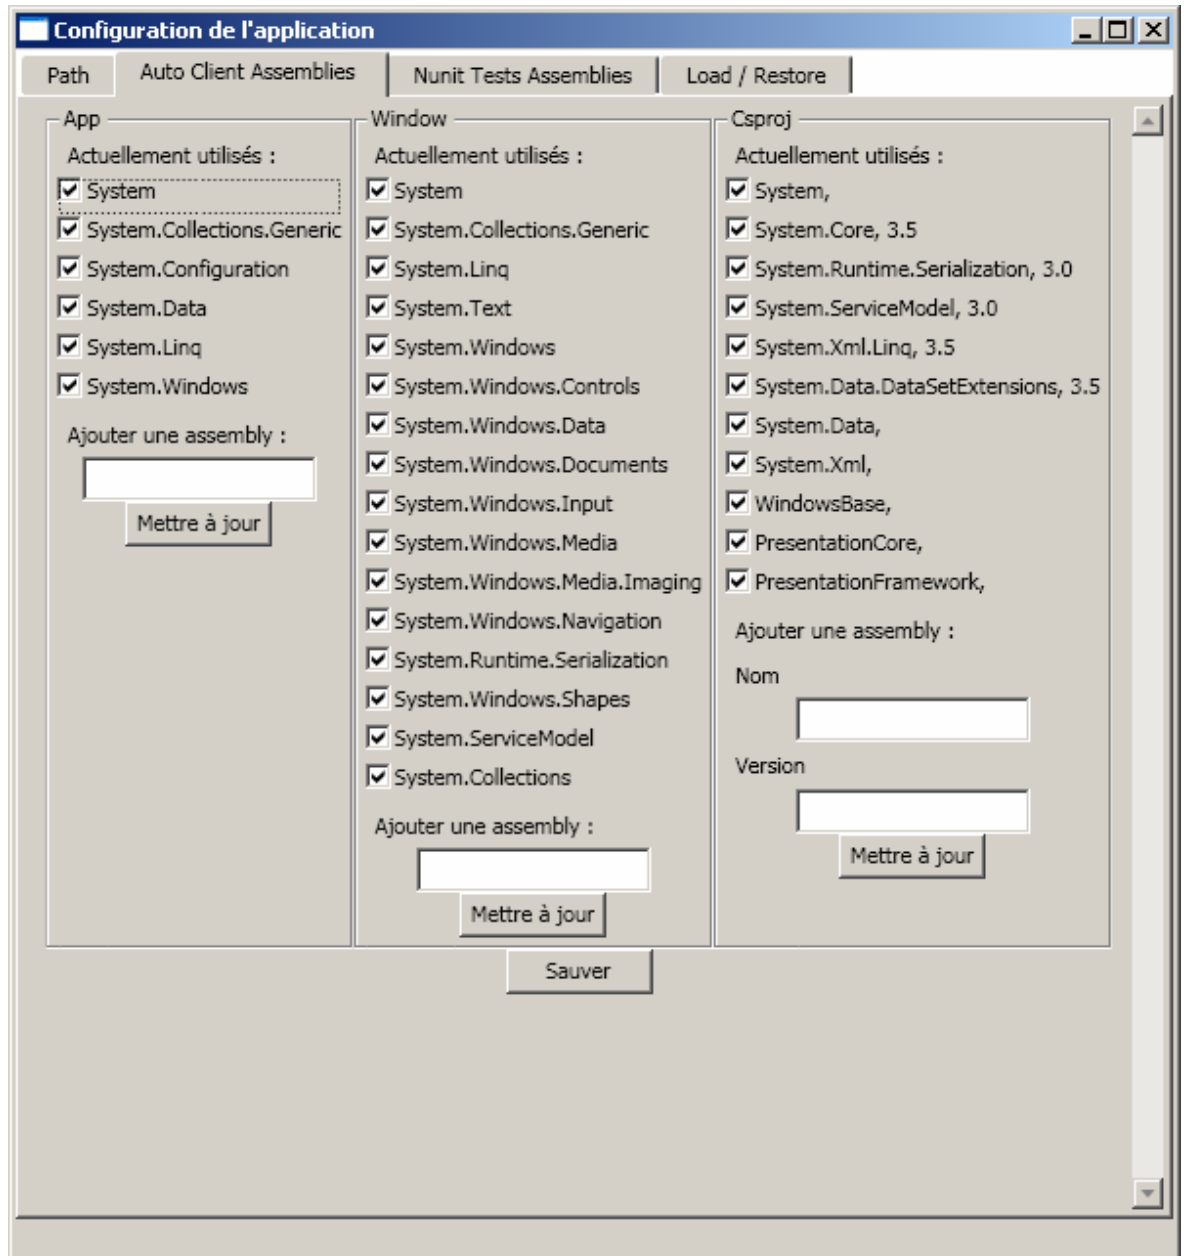 Configuration de l'application
Path
Auto Client Assemblies
Nunit Tests Assemblies
Load / Restore
App
Actuellement utilisés :
System
System.Collections.Generic
System.Configuration
System.Data
System.Linq
System.Windows
Ajouter une assembly :
Mettre à jour
Window
Actuellement utilisés :
System
System.Collections.Generic
System.Linq
System.Text
System.Windows
System.Windows.Controls
System.Windows.Data
System.Windows.Documents
System.Windows.Input
System.Windows.Media
System.Windows.Media.Imaging
System.Windows.Navigation
System.Runtime.Serialization
System.Windows.Shapes
System.ServiceModel
System.Collections
Ajouter une assembly :
Mettre à jour
Csproj
Actuellement utilisés :
System,
System.Core, 3.5
System.Runtime.Serialization, 3.0
System.ServiceModel, 3.0
System.Xml.Linq, 3.5
System.Data.DataSetExtensions, 3.5
System.Data,
System.Xml,
WindowsBase,
PresentationCore,
PresentationFramework,
Ajouter une assembly :
Nom
Version
Mettre à jour
Sauver